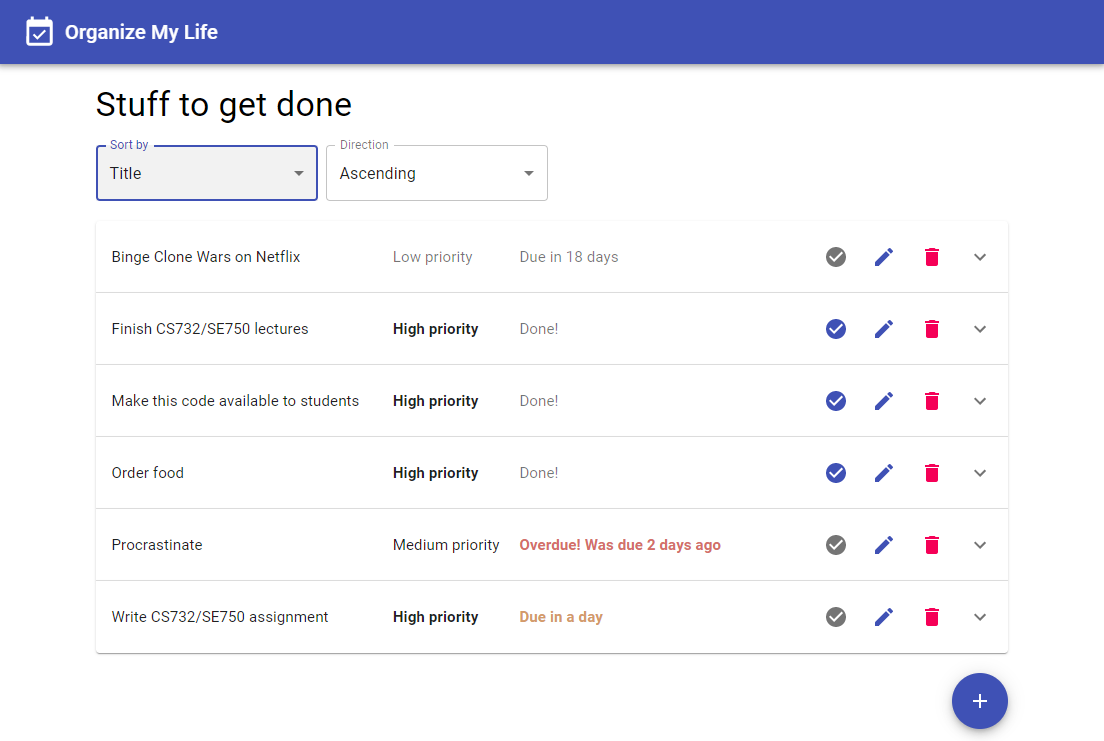 Organize My Life
Stuff to get done
Sort by
Title
Direction
Ascending
Binge Clone Wars on Netflix Low priority Due in 18 days
Finish CS732/SE750 lectures High priority Done!
Make this code available to students High priority Done!
Order food High priority Done!
Procrastinate Medium priority Overdue! Was due 2 days ago
Write CS732/SE750 assignment High priority Due in a day